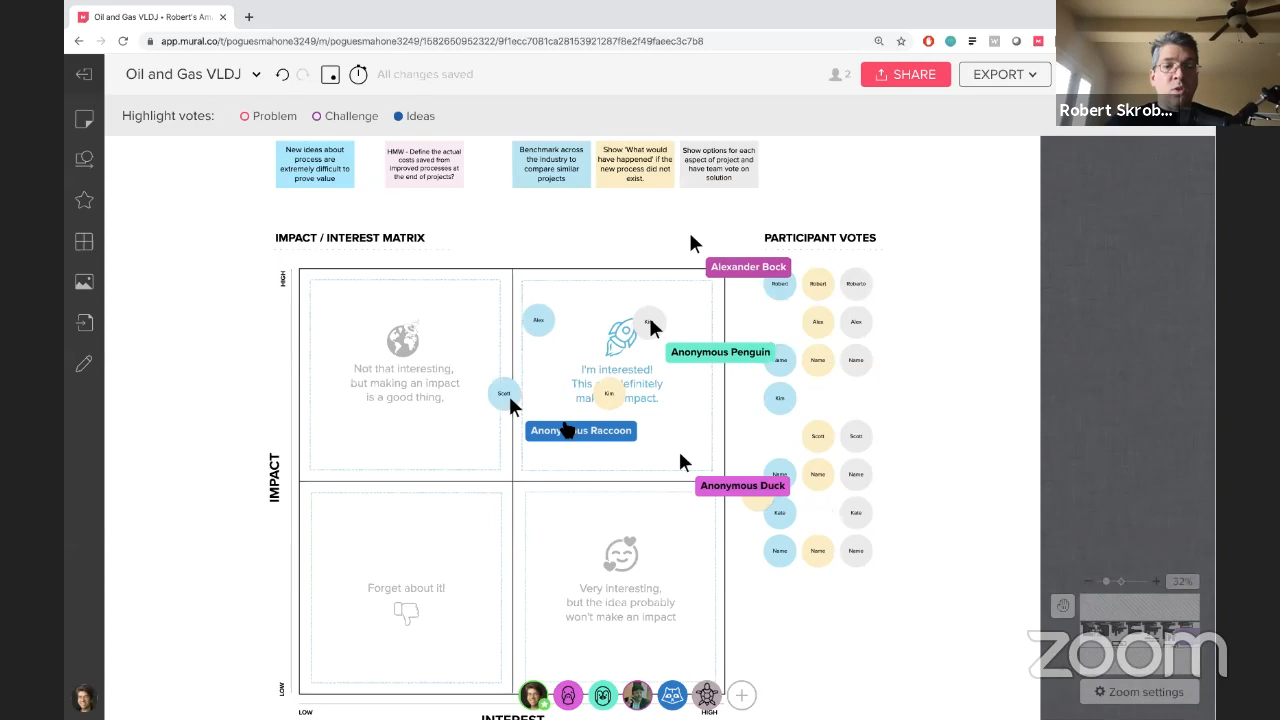 Oil and Gas VLDJ • Robert's Am
app.mural.co/t/poguesmahone3249/m/poguesmahone3249/1582650952322/9f1ecc7081ca28153921287f8e2f49faeec3c7b8
Robert Skrob...
Oil and Gas VLDJ
All changes saved
2
SHARE
EXPORT
Highlight votes:
Problem
Challenge
Ideas
New ideas about
process are
extremely difficult to
prove value
HMW - Define the actual
costs saved from
improved processes at
the end of projects?
Benchmark across
the industry to
compare similar
projects
Show 'What would
have happened' if the
new process did not
exist.
Show options for each
aspect of project and
have team vote on
solution
IMPACT / INTEREST MATRIX
PARTICIPANT VOTES
HIGH
IMPACT
LOW
Not that interesting,
but making an impact
is a good thing,
I'm interested!
This definitely
impact.
Forget about it!
Very interesting,
but the idea probably
won't make an impact
Alex
Scott
Kim
Alexander Bock
Anonymous Penguin
Anonymous Raccoon
Anonymous Duck
Robert
Robert
Roberto
Alex
Alex
Name
Name
Kim
Scott
Scott
Name
Name
Name
Kate
Kate
Name
Name
Name
LOW
INTEREST
HIGH
32%
zoom
Zoom settings